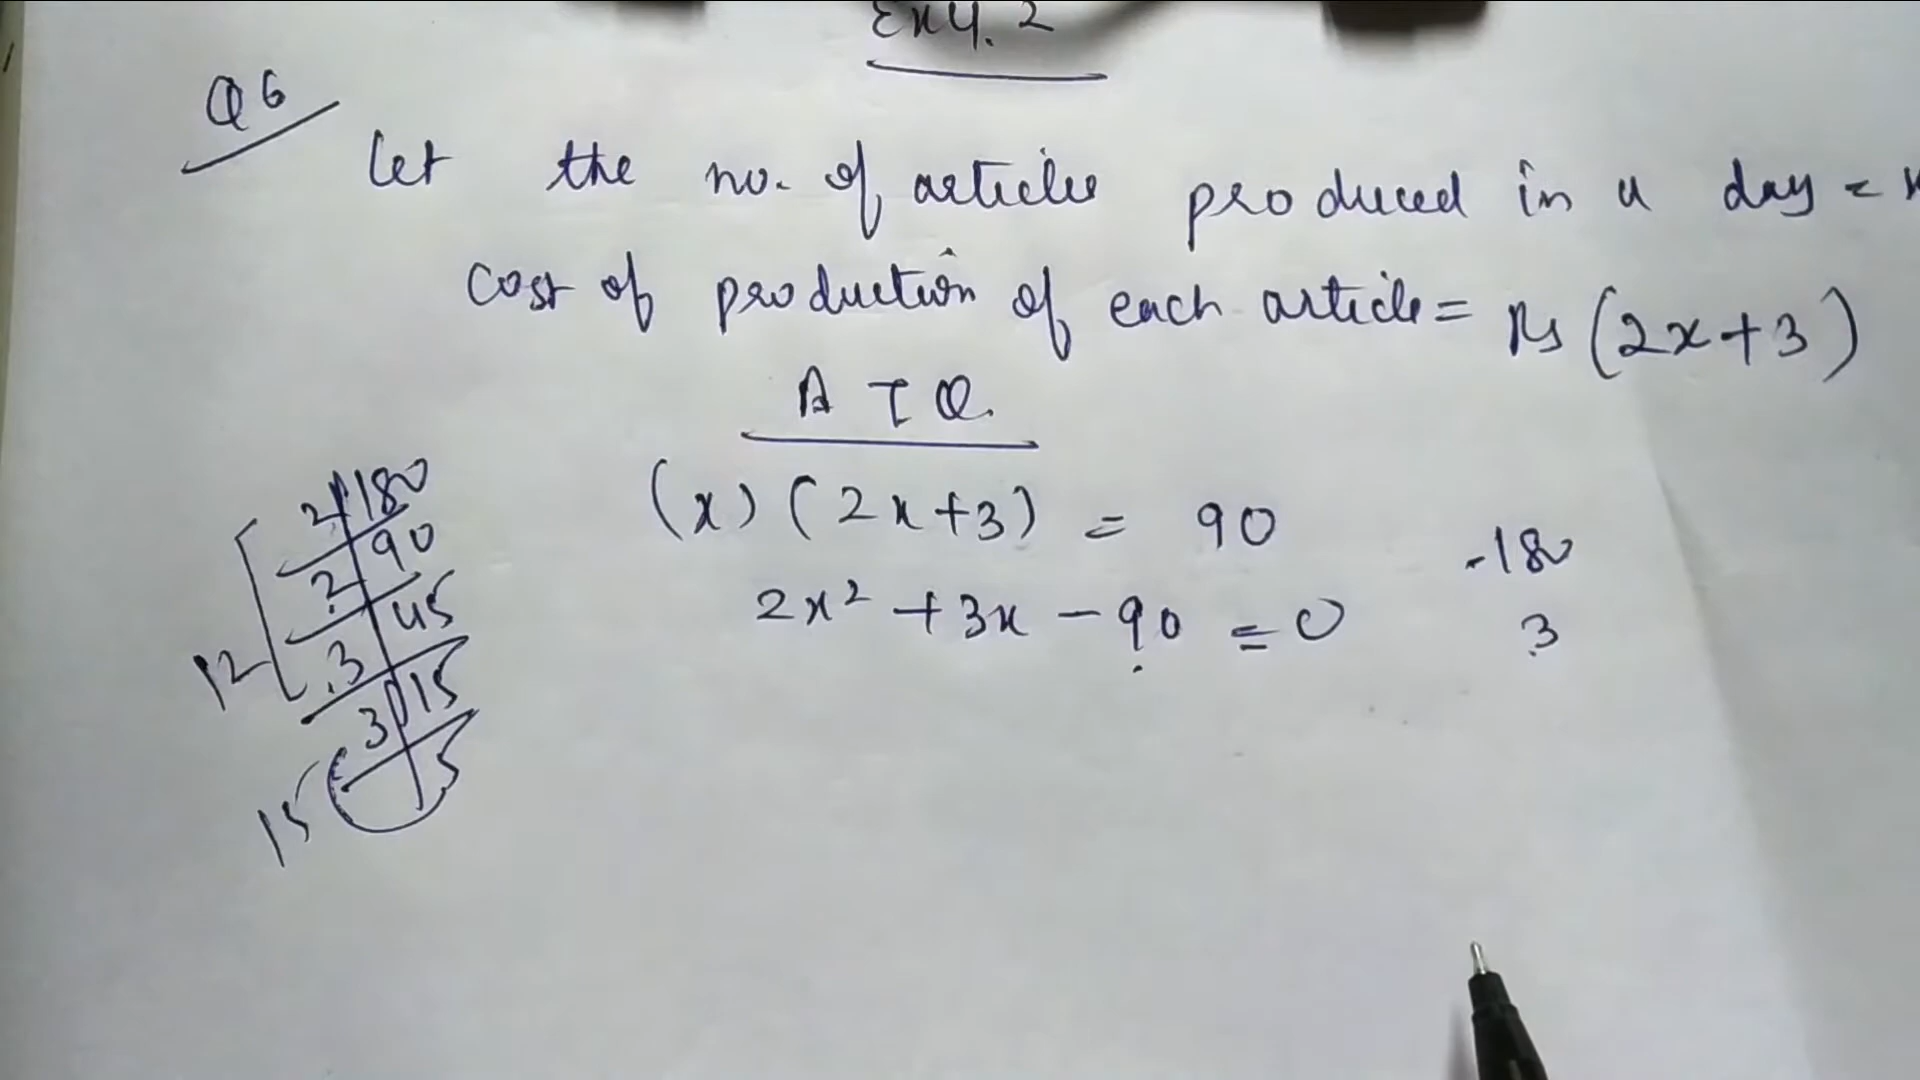 Ex 4.2
Q6
Let the no. of articles produced in a day = x
cost of production of each article = Rs (2x+3)
A T Q.
(x) (2x+3) = 90
2x² + 3x - 90 = 0
-180
3
2 180
2 90
3 45
3 15
5
12
15